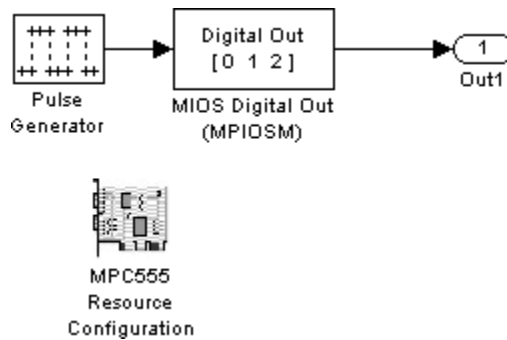 Digital Out
[0 1 2]
1
Out1
Pulse
Generator
MIOS Digital Out
(MPIOSM)
MPC555
Resource
Configuration